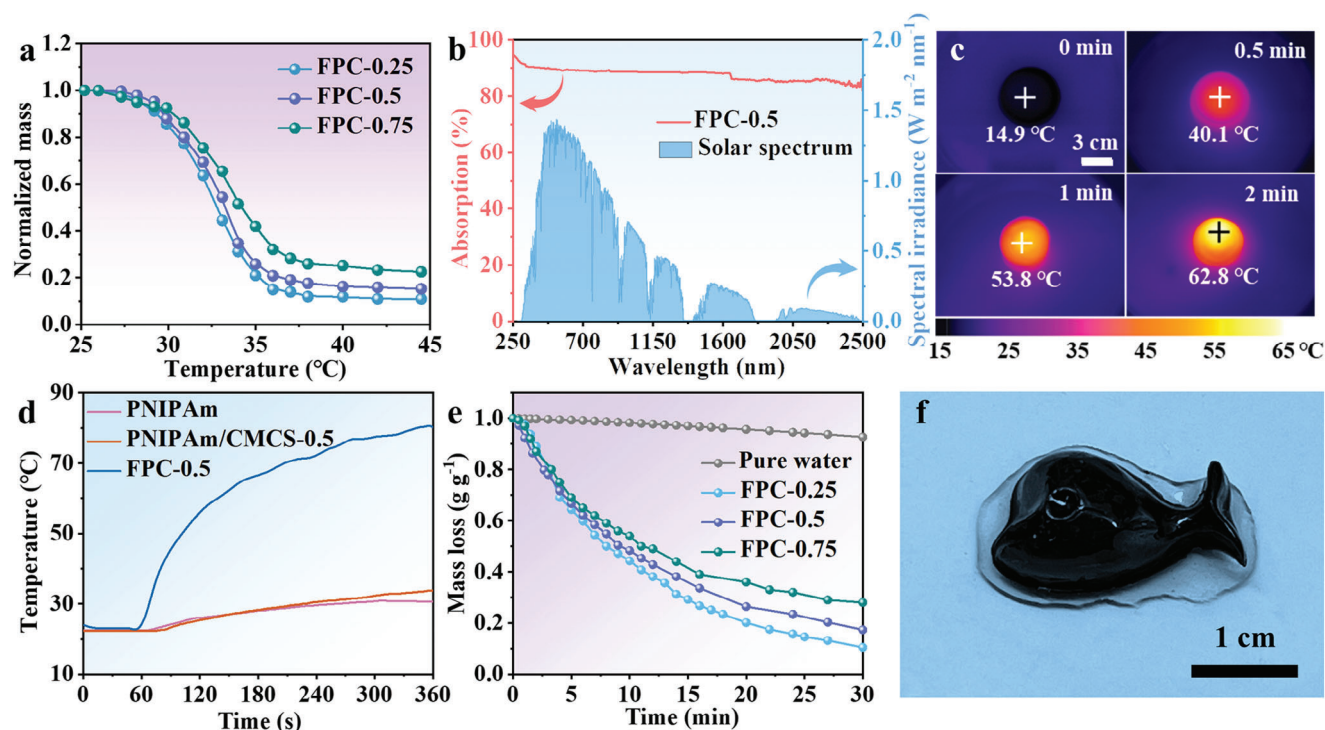 a
1.2
1.0
0.8
0.6
0.4
0.2
0.0
Normalized mass
FPC-0.25
FPC-0.5
FPC-0.75
25 30 35 40 45
Temperature (°C)
b
100
80
60
40
20
0
Absorption (%)
FPC-0.5
Solar spectrum
2.0
1.5
1.0
0.5
0.0
Spectral irradiance (W m⁻² nm⁻¹)
250 700 1150 1600 2050 2500
Wavelength (nm)
c
0 min
14.9 °C
3 cm
0.5 min
40.1 °C
1 min
53.8 °C
2 min
62.8 °C
15 25 35 45 55 65 °C
d
90
70
50
30
10
Temperature (°C)
PNIPAm
PNIPAm/CMCS-0.5
FPC-0.5
0 60 120 180 240 300 360
Time (s)
e
1.0
0.8
0.6
0.4
0.2
0.0
Mass loss (g g⁻¹)
Pure water
FPC-0.25
FPC-0.5
FPC-0.75
0 5 10 15 20 25 30
Time (min)
f
1 cm